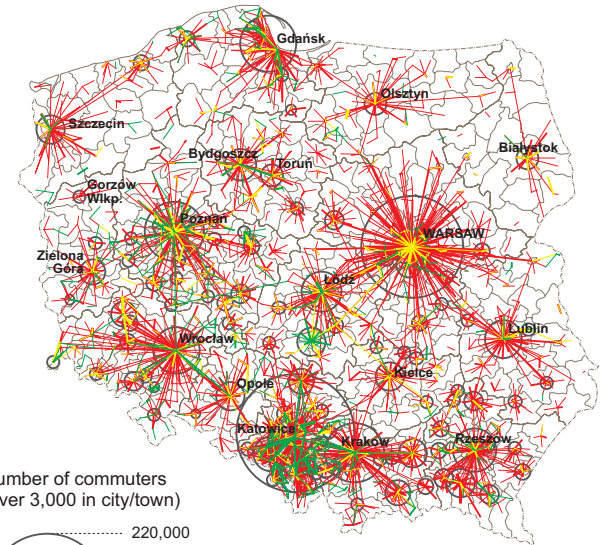 Gdańsk
Olsztyn
Szczecin
Białystok
Bydgoszcz
Toruń
Gorzów
Wlkp.
Poznań
WARSAW
Zielona
Góra
Łódź
Lublin
Wrocław
Kielce
Opole
Katowice
Kraków
Rzeszów
umber of commuters
ver 3,000 in city/town)
220,000